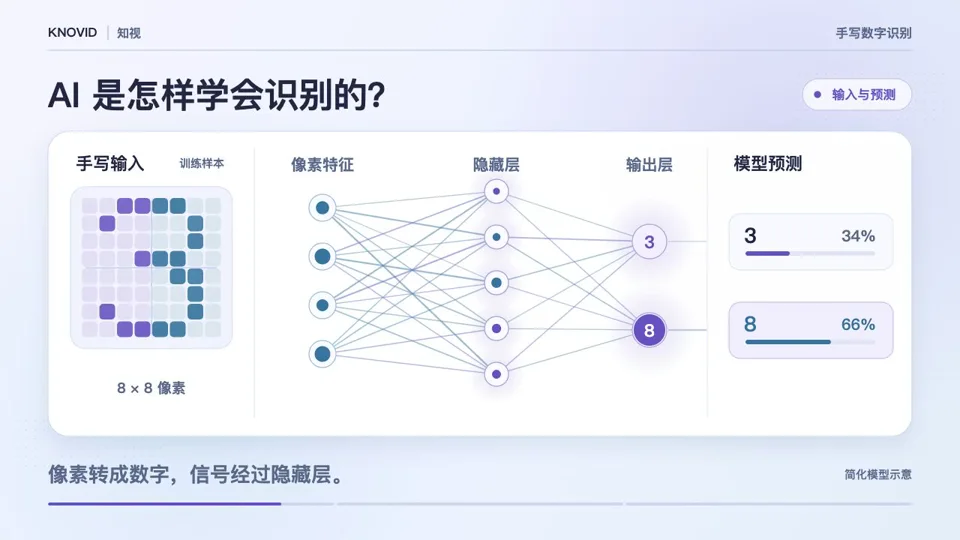 KNOVID 知视
手写数字识别
AI 是怎样学会识别的?
输入与预测
手写输入 训练样本
8 × 8 像素
像素特征
隐藏层
输出层
3
8
模型预测
3 34%
8 66%
像素转成数字，信号经过隐藏层。
简化模型示意